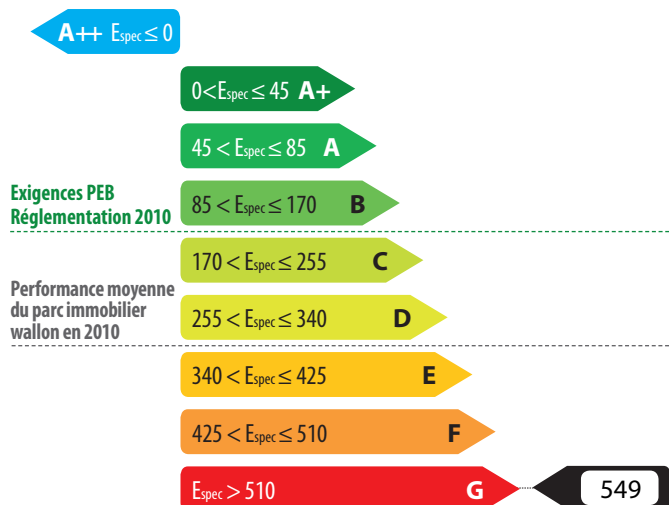 A++ Espec ≤ 0
0<Espec ≤ 45 A+
45 < Espec ≤ 85 A
Exigences PEB
Réglementation 2010
85 < Espec ≤ 170 B
170 < Espec ≤ 255 C
Performance moyenne
du parc immobilier
wallon en 2010
255 < Espec ≤ 340 D
340 < Espec ≤ 425 E
425 < Espec ≤ 510 F
Espec > 510 G 549